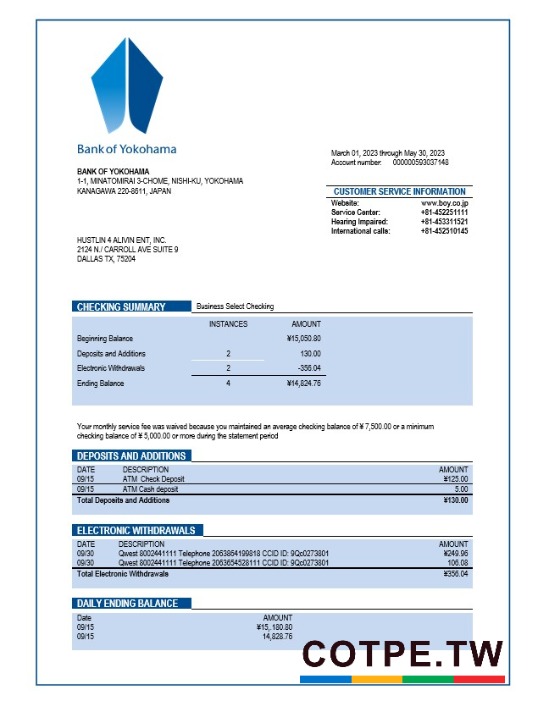 Bank of Yokohama
March 01, 2023 through May 30, 2023
Account number: 000000593037148
BANK OF YOKOHAMA
1-1, MINATOMIRAI 3-CHOME, NISHI-KU, YOKOHAMA
KANAGAWA 220-8611, JAPAN
CUSTOMER SERVICE INFORMATION
Website: www.boy.co.jp
Service Center: +81-452251111
Hearing Impaired: +81-453311521
International calls: +81-452510145
HUSTLIN 4 ALIVIN ENT, INC.
2124 N./ CARROLL AVE SUITE 9
DALLAS TX, 75204
CHECKING SUMMARY Business Select Checking
INSTANCES AMOUNT
Beginning Balance ¥15,050.80
Deposits and Additions 2 130.00
Electronic Withdrawals 2 -356.04
Ending Balance 4 ¥14,824.76
Your monthly service fee was waived because you maintained an average checking balance of ¥ 7,500.00 or a minimum
checking balance of ¥ 5,000.00 or more during the statement period
DEPOSITS AND ADDITIONS
DATE DESCRIPTION AMOUNT
09/15 ATM Check Deposit ¥125.00
09/15 ATM Cash deposit 5.00
Total Deposits and Additions ¥130.00
ELECTRONIC WITHDRAWALS
DATE DESCRIPTION AMOUNT
09/30 Qwest 8002441111 Telephone 2063864199818 CCID ID: 9Qc0273801 ¥249.96
09/30 Qwest 8002441111 Telephone 2063654528111 CCID ID: 9Qc0273801 106.08
Total Electronic Withdrawals ¥356.04
DAILY ENDING BALANCE
Date AMOUNT
09/15 ¥15, 180.80
09/15 14,828.76
COTPE.TW